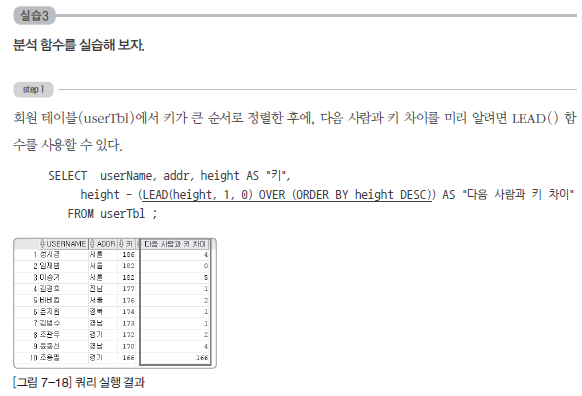 실습3
분석 함수를 실습해 보자.
step 1
회원 테이블(userTbl)에서 키가 큰 순서로 정렬한 후에, 다음 사람과 키 차이를 미리 알려면 LEAD() 함
수를 사용할 수 있다.
SELECT userName, addr, height AS "키",
height - (LEAD(height, 1, 0) OVER (ORDER BY height DESC)) AS "다음 사람과 키 차이"
FROM userTbl ;
USERNAME ADDR 키 다음 사람과 키 차이
1 성시경 서울 186 4
2 임재범 서울 182 0
3 이승기 서울 182 5
4 김경호 전남 177 1
5 바비킴 서울 176 2
6 은지원 경북 174 1
7 김범수 경남 173 1
8 조관우 경기 172 2
9 윤종신 경남 170 4
10 조용필 경기 166 166
[그림 7-18] 쿼리 실행 결과